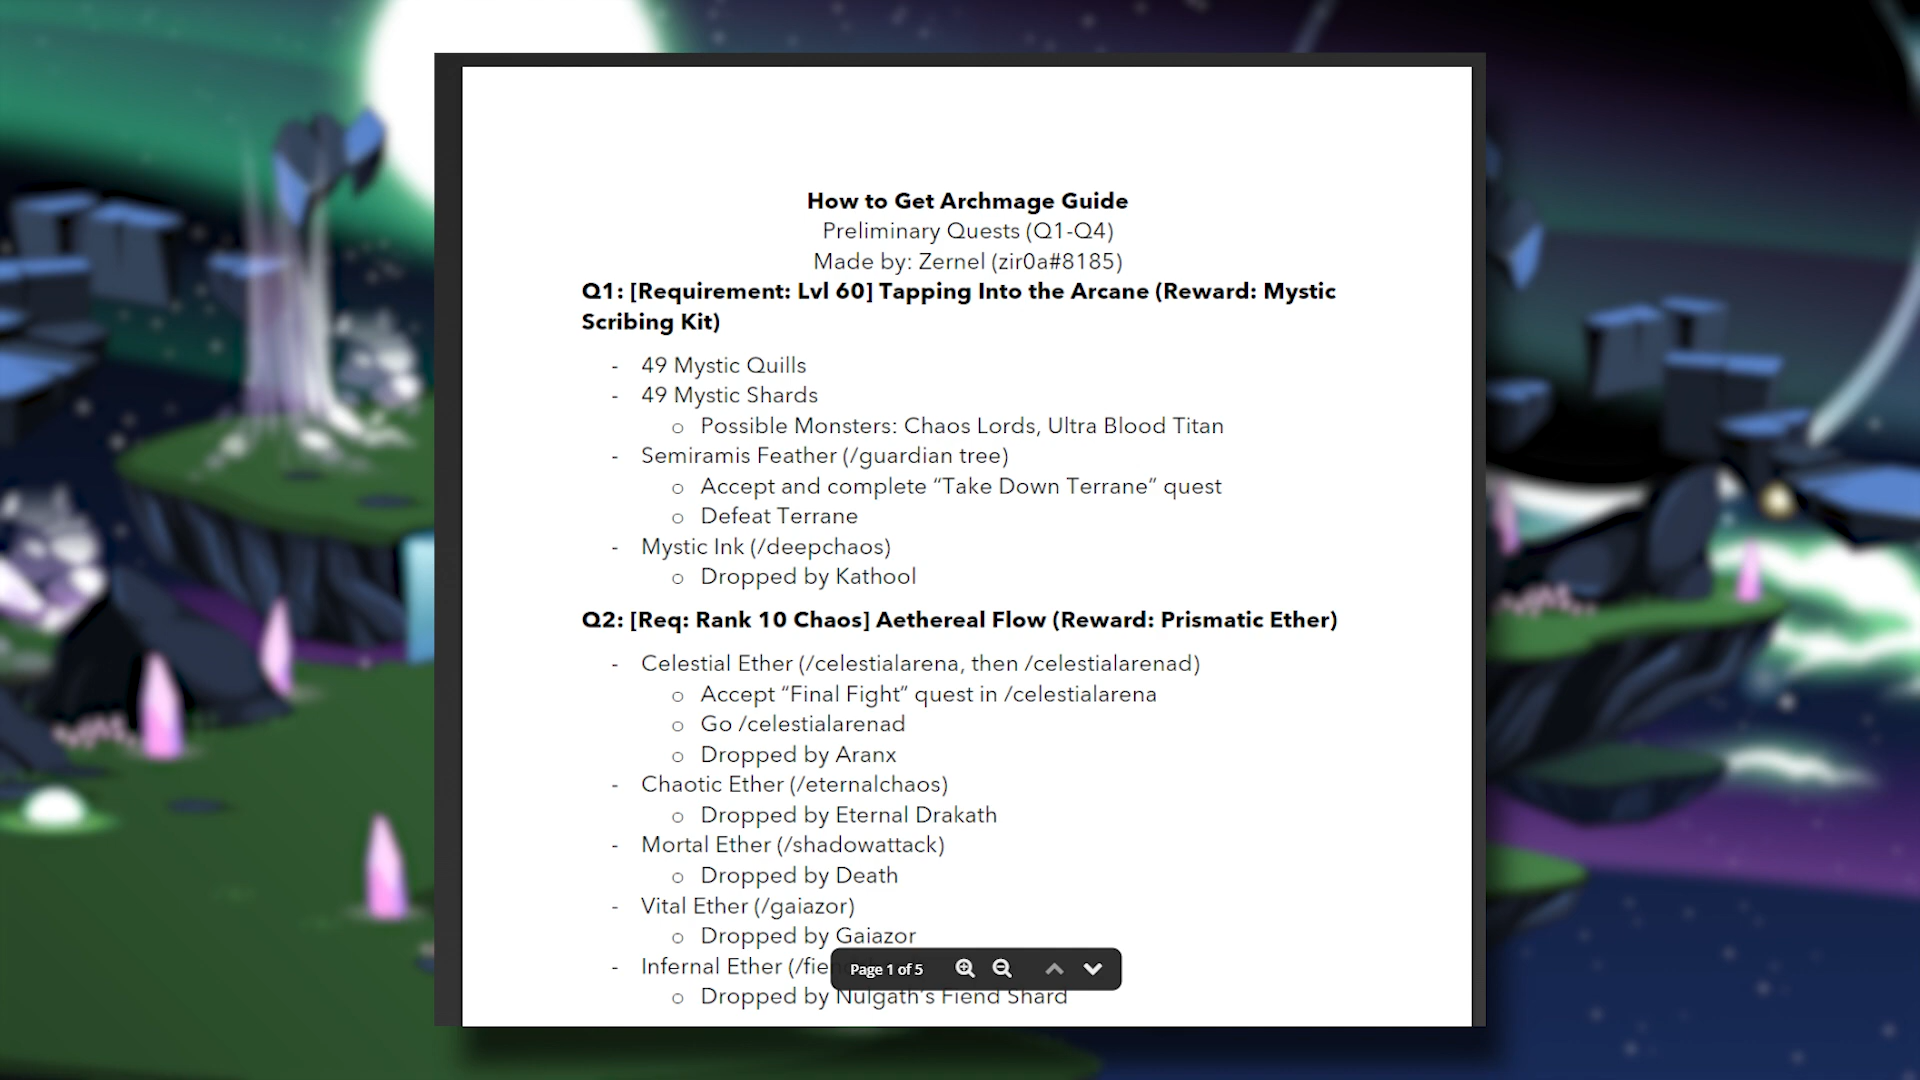 How to Get Archmage Guide
Preliminary Quests (Q1-Q4)
Made by: Zernel (zir0a#8185)
Q1: [Requirement: Lvl 60] Tapping Into the Arcane (Reward: Mystic
Scribing Kit)
- 49 Mystic Quills
- 49 Mystic Shards
o Possible Monsters: Chaos Lords, Ultra Blood Titan
- Semiramis Feather (/guardian tree)
o Accept and complete “Take Down Terrane” quest
o Defeat Terrane
- Mystic Ink (/deepchaos)
o Dropped by Kathool
Q2: [Req: Rank 10 Chaos] Aethereal Flow (Reward: Prismatic Ether)
- Celestial Ether (/celestialarena, then /celestialarenad)
o Accept “Final Fight” quest in /celestialarena
o Go /celestialarenad
o Dropped by Aranx
- Chaotic Ether (/eternalchaos)
o Dropped by Eternal Drakath
- Mortal Ether (/shadowattack)
o Dropped by Death
- Vital Ether (/gaiazor)
o Dropped by Gaiazor
- Infernal Ether
Page 1 of 5
o Dropped by Nulgath’s Fiend Shard